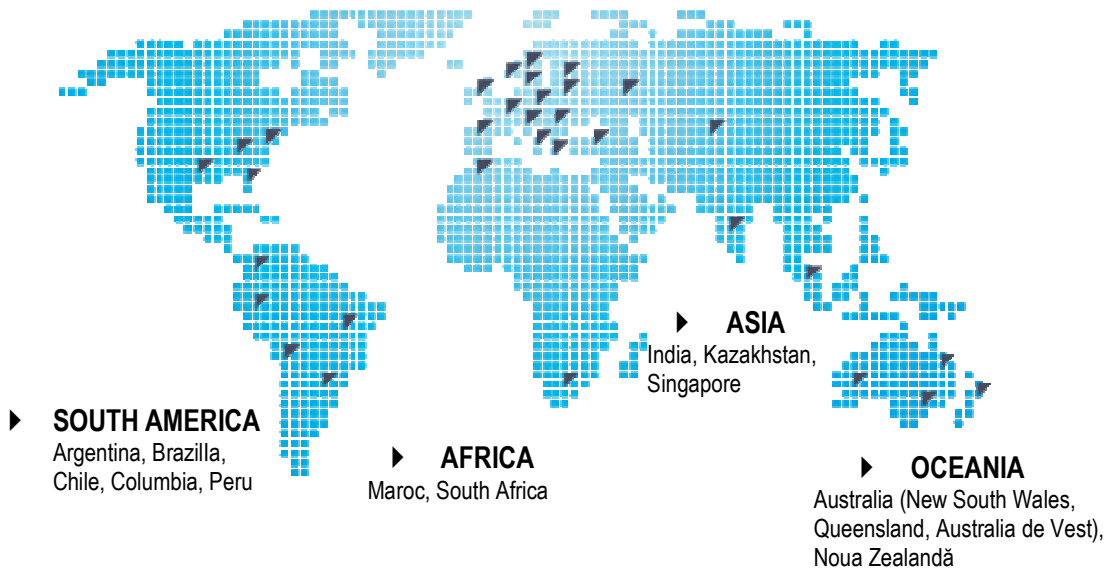 ASIA
India, Kazakhstan,
Singapore
SOUTH AMERICA
Argentina, Brazilla,
Chile, Columbia, Peru
AFRICA
Maroc, South Africa
OCEANIA
Australia (New South Wales,
Queensland, Australia de Vest),
Noua Zealandă